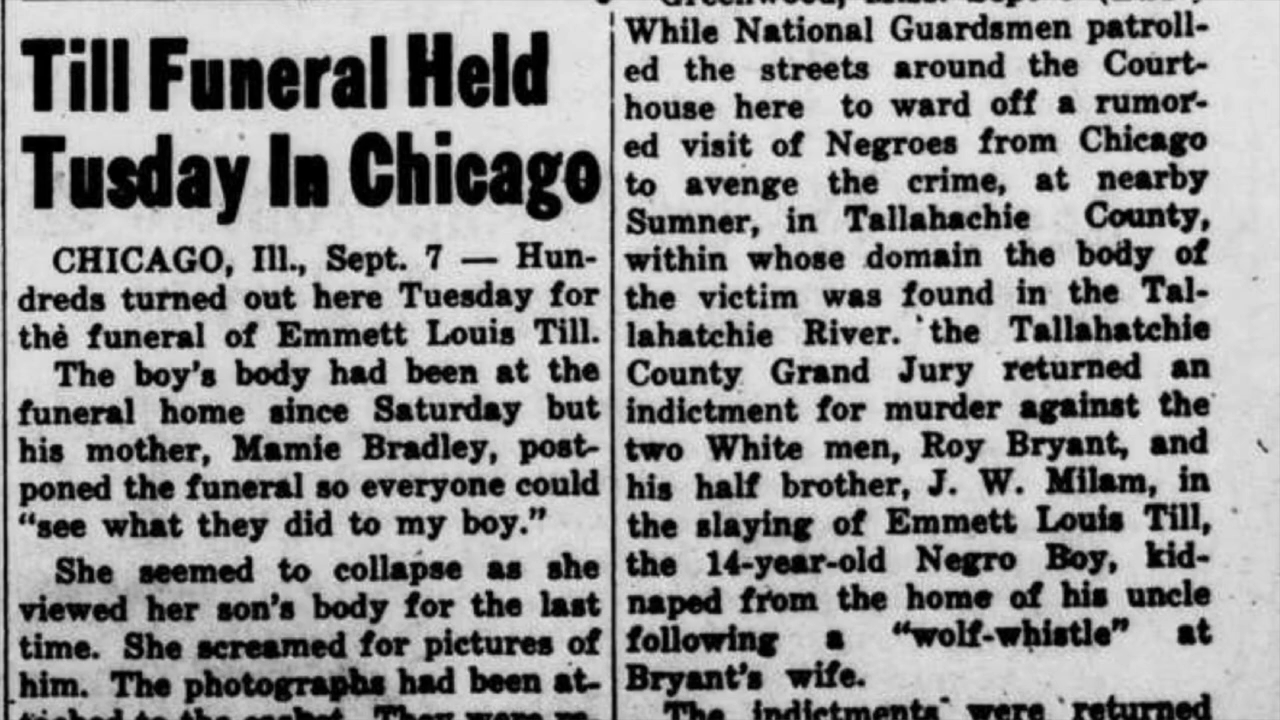 Till Funeral Held
Tusday In Chicago
CHICAGO, Ill., Sept. 7 — Hun-
dreds turned out here Tuesday for
the funeral of Emmett Louis Till.
The boy's body had been at the
funeral home since Saturday but
his mother, Mamie Bradley, post-
poned the funeral so everyone could
"see what they did to my boy."
She seemed to collapse as she
viewed her son's body for the last
time. She screamed for pictures of
him. The photographs had been at-
While National Guardsmen patroll-
ed the streets around the Court-
house here to ward off a rumor-
ed visit of Negroes from Chicago
to avenge the crime, at nearby
Sumner, in Tallahachie County,
within whose domain the body of
the victim was found in the Tal-
lahatchie River. the Tallahatchie
County Grand Jury returned an
indictment for murder against the
two White men, Roy Bryant, and
his half brother, J. W. Milam, in
the slaying of Emmett Louis Till,
the 14-year-old Negro Boy, kid-
naped from the home of his uncle
following a "wolf-whistle" at
Bryant's wife.
The indictments were returned